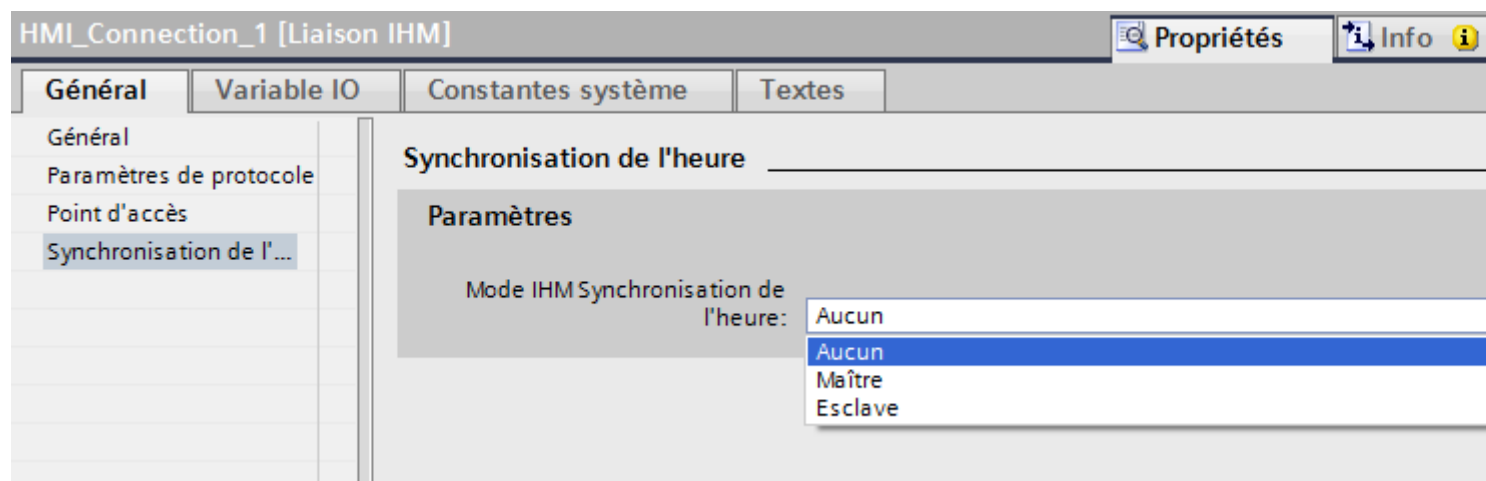 HMI_Connection_1 [Liaison IHM]
Propriétés
Info
Général
Variable IO
Constantes système
Textes
Général
Paramètres de protocole
Point d'accès
Synchronisation de l'...
Synchronisation de l'heure
Paramètres
Mode IHM Synchronisation de
l'heure:
Aucun
Aucun
Maître
Esclave